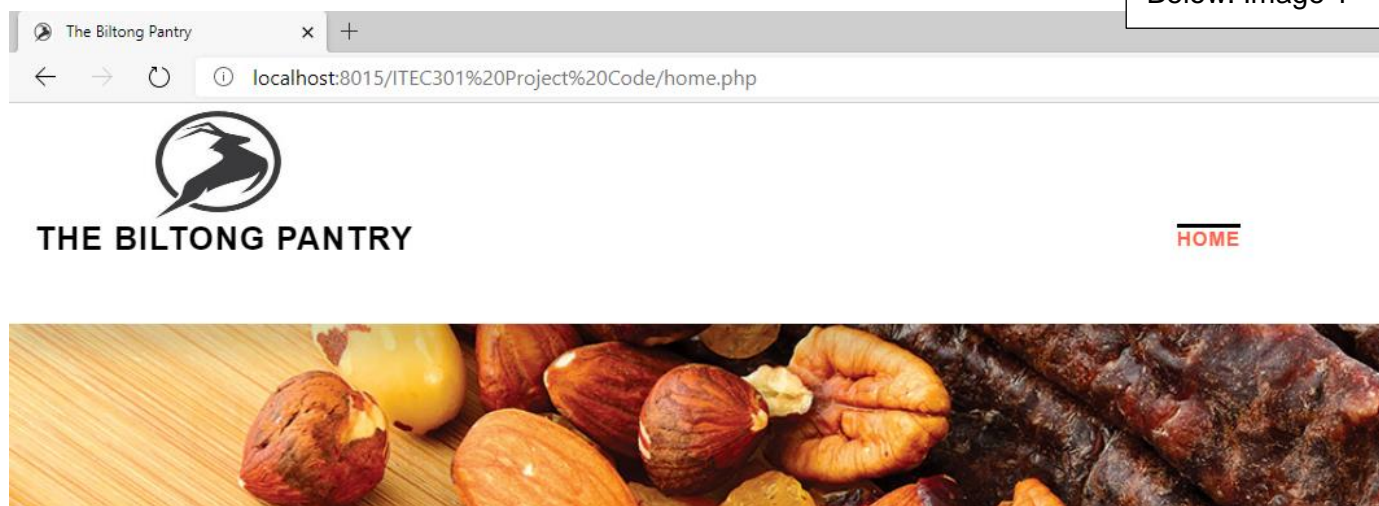 Below: Image 1
The Biltong Pantry
localhost:8015/ITEC301%20Project%20Code/home.php
THE BILTONG PANTRY
HOME